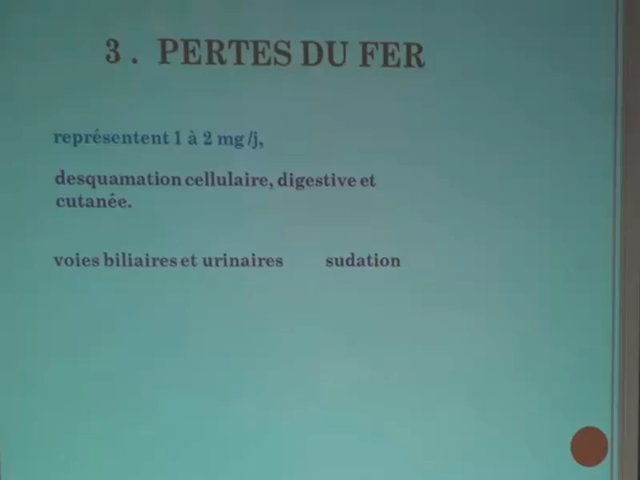 3 . PERTES DU FER
représentent 1 à 2 mg/j,
desquamation cellulaire, digestive et
cutanée.
voies biliaires et urinaires sudation